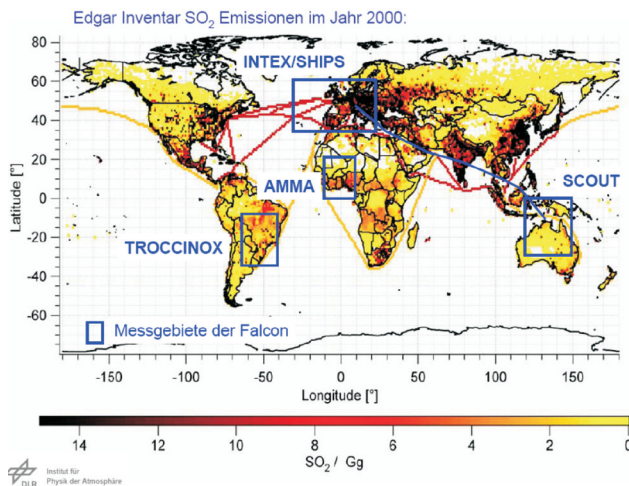 Edgar Inventar SO₂ Emissionen im Jahr 2000:
80
60
40
20
0
-20
-40
-60
Latitude [°]
INTEX/SHIPS
AMMA
SCOUT
TROCCINOX
Messgebiete der Falcon
-150 -100 -50 0 50 100 150
Longitude [°]
14 12 10 8 6 4 2 0
SO₂ / Gg
DLR
Institut für
Physik der Atmosphäre